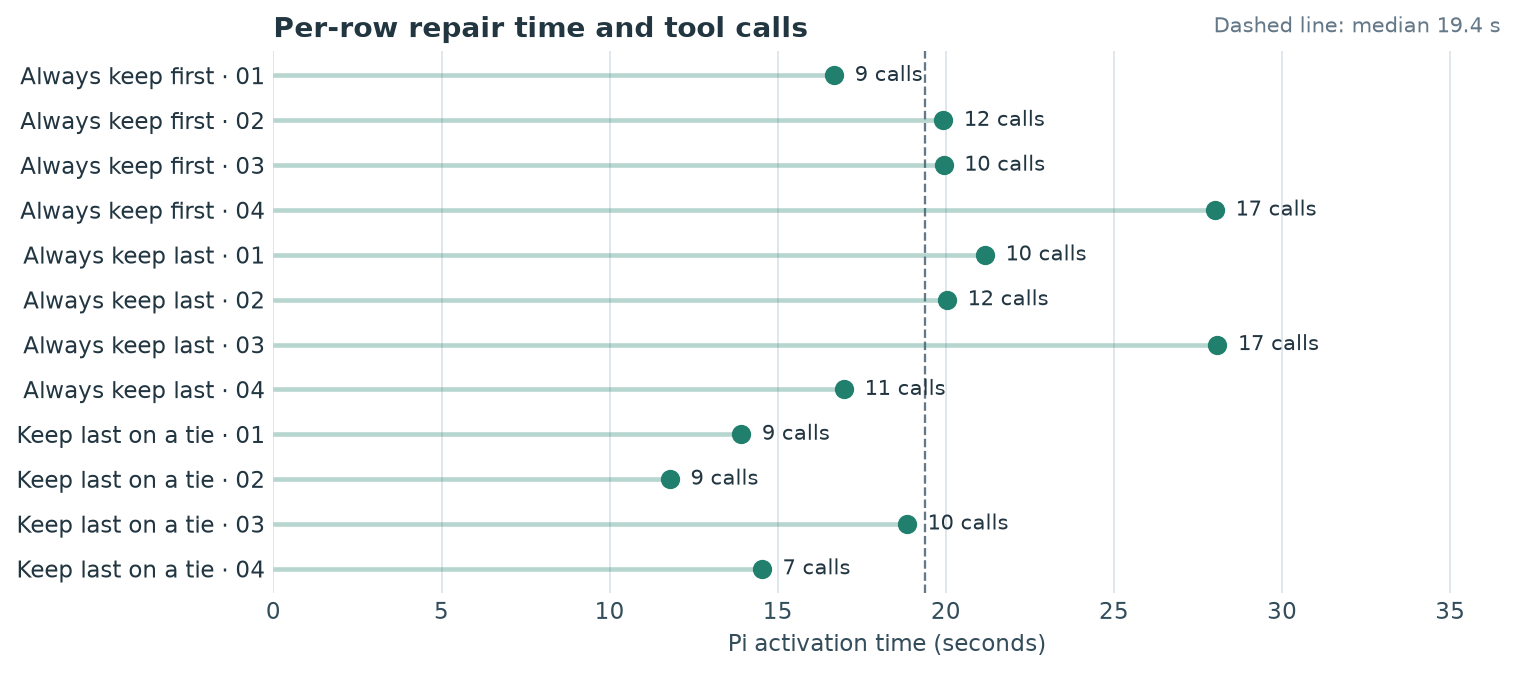 Per-row repair time and tool calls
Dashed line: median 19.4 s
Always keep first · 01
9 calls
Always keep first · 02
12 calls
Always keep first · 03
10 calls
Always keep first · 04
17 calls
Always keep last · 01
10 calls
Always keep last · 02
12 calls
Always keep last · 03
17 calls
Always keep last · 04
11 calls
Keep last on a tie · 01
9 calls
Keep last on a tie · 02
9 calls
Keep last on a tie · 03
10 calls
Keep last on a tie · 04
7 calls
0 5 10 15 20 25 30 35
Pi activation time (seconds)